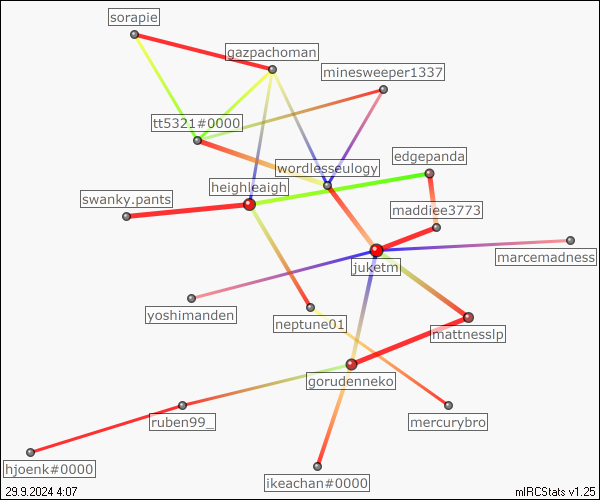 sorapie
gazpachoman
minesweeper1337
tt5321#0000
edgepanda
wordlesseulogy
heighleaigh
swanky.pants
maddiee3773
marcemadness
juketm
yoshimanden
neptune01
mattnesslp
gorudenneko
ruben99_
mercurybro
hjoenk#0000
ikeachan#0000
29.9.2024 4:07
mIRCStats v1.25